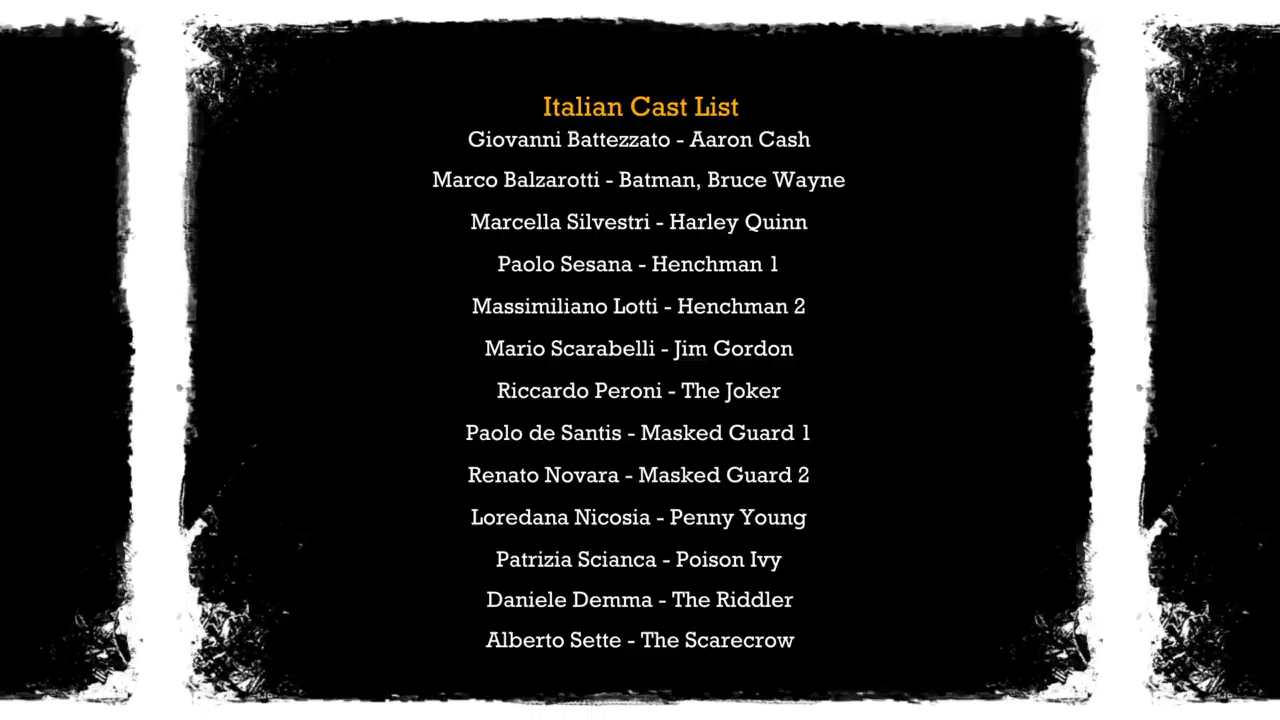 Italian Cast List
Giovanni Battezzato - Aaron Cash
Marco Balzarotti - Batman, Bruce Wayne
Marcella Silvestri - Harley Quinn
Paolo Sesana - Henchman 1
Massimiliano Lotti - Henchman 2
Mario Scarabelli - Jim Gordon
Riccardo Peroni - The Joker
Paolo de Santis - Masked Guard 1
Renato Novara - Masked Guard 2
Loredana Nicosia - Penny Young
Patrizia Scianca - Poison Ivy
Daniele Demma - The Riddler
Alberto Sette - The Scarecrow